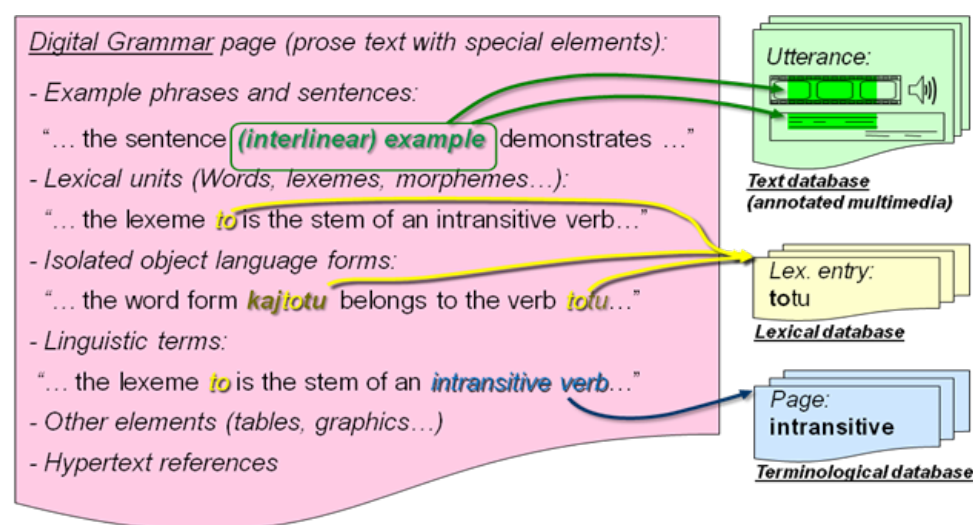 Digital Grammar page (prose text with special elements):
- Example phrases and sentences:
“… the sentence (interlinear) example demonstrates …”
- Lexical units (Words, lexemes, morphemes…):
“… the lexeme to is the stem of an intransitive verb…”
- Isolated object language forms:
“… the word form kajtotu belongs to the verb totu…”
- Linguistic terms:
“… the lexeme to is the stem of an intransitive verb…”
- Other elements (tables, graphics…)
- Hypertext references
Utterance:
Text database
(annotated multimedia)
Lex. entry:
totu
Lexical database
Page:
intransitive
Terminological database